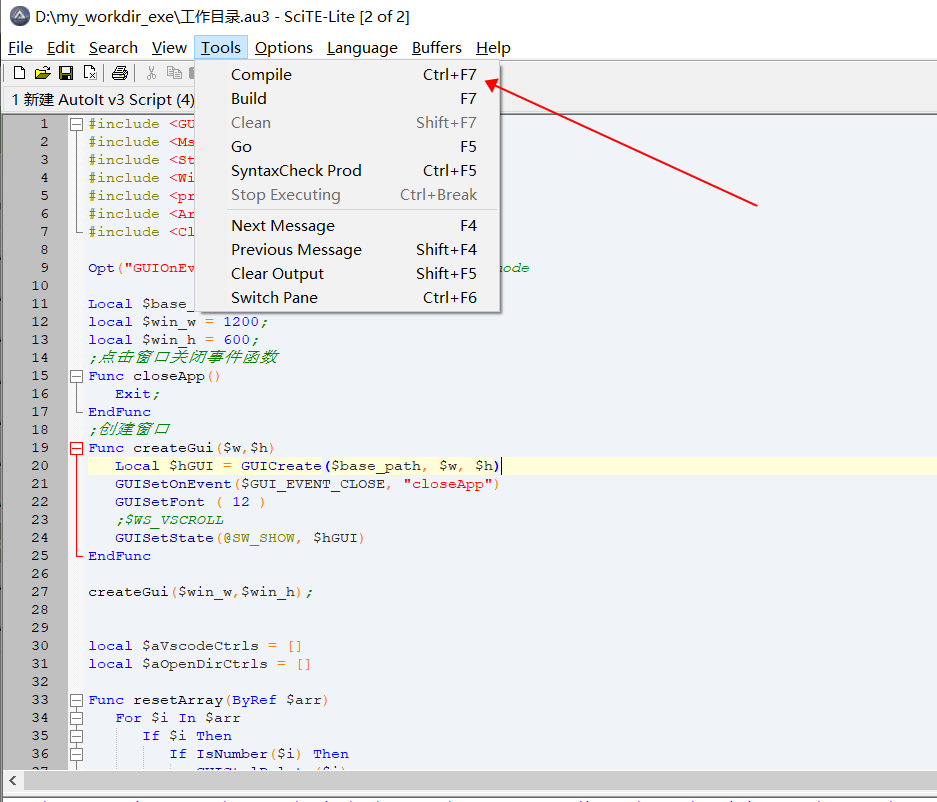 D:\my_workdir_exe\工作目录.au3 - SciTE-Lite [2 of 2]
File Edit Search View Tools Options Language Buffers Help
Compile Ctrl+F7
Build F7
Clean Shift+F7
Go F5
SyntaxCheck Prod Ctrl+F5
Stop Executing Ctrl+Break
Next Message F4
Previous Message Shift+F4
Clear Output Shift+F5
Switch Pane Ctrl+F6
1 新建 AutoIt v3 Script (4)
1 #include <GU
2 #include <Ms
3 #include <St
4 #include <Wi
5 #include <pr
6 #include <Ar
7 #include <Cl
8
9 Opt("GUIOnEv ode
10
11 Local $base_
12 local $win_w = 1200;
13 local $win_h = 600;
14 ;点击窗口关闭事件函数
15 Func closeApp()
16 Exit;
17 EndFunc
18 ;创建窗口
19 Func createGui($w,$h)
20 Local $hGUI = GUICreate($base_path, $w, $h)
21 GUISetOnEvent($GUI_EVENT_CLOSE, "closeApp")
22 GUISetFont ( 12 )
23 ;$WS_VSCROLL
24 GUISetState(@SW_SHOW, $hGUI)
25 EndFunc
26
27 createGui($win_w,$win_h);
28
29
30 local $aVscodeCtrls = []
31 local $aOpenDirCtrls = []
32
33 Func resetArray(ByRef $arr)
34 For $i In $arr
35 If $i Then
36 If IsNumber($i) Then